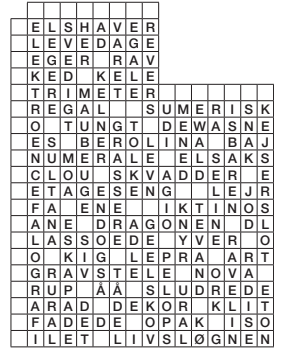 ELSHAVER
LEVEDAGE
EGER RAV
KED KELE
TRIMETER
REGAL SUMERISK
O TUNGT DEWASNE
ES BEROLINA BAJ
NUMERALE ELSAKS
CLOU SKVADDER E
ETAGESENG LEJR
FA ENE IKTINOS
ANE DRAGONEN DL
LASSOEDE YVER O
O KIG LEPRA ART
GRAVSTELE NOVA
RUP ÅÅ SLUDREDE
ARAD DEKOR KLIT
FADEDE OPAK ISO
ILET LIVSLØGNEN